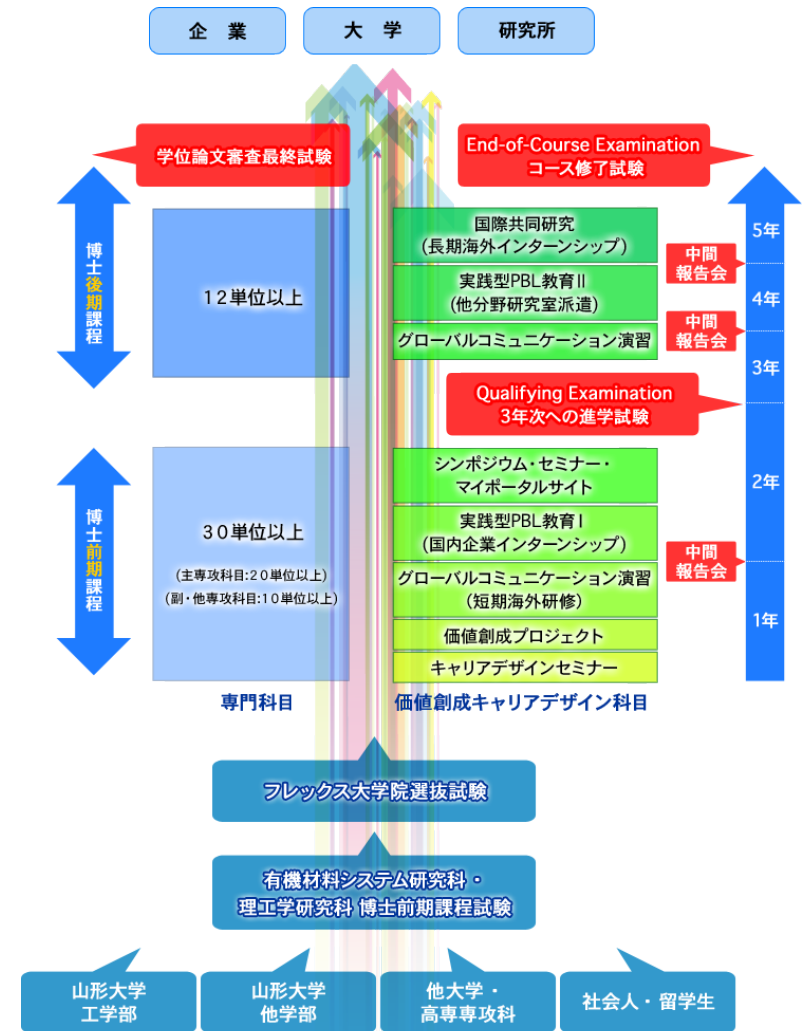 企 業
大 学
研究所
学位論文審査最終試験
End-of-Course Examination
コース修了試験
博士後期課程
12単位以上
国際共同研究
(長期海外インターンシップ)
実践型PBL教育II
(他分野研究室派遣)
グローバルコミュニケーション演習
中間
報告会
中間
報告会
5年
4年
3年
Qualifying Examination
3年次への進学試験
博士前期課程
30単位以上
(主専攻科目:20単位以上)
(副・他専攻科目:10単位以上)
シンポジウム・セミナー・
マイポータルサイト
実践型PBL教育I
(国内企業インターンシップ)
グローバルコミュニケーション演習
(短期海外研修)
価値創成プロジェクト
キャリアデザインセミナー
中間
報告会
2年
1年
専門科目
価値創成キャリアデザイン科目
フレックス大学院選抜試験
有機材料システム研究科・
理工学研究科 博士前期課程試験
山形大学
工学部
山形大学
他学部
他大学・
高専専攻科
社会人・留学生